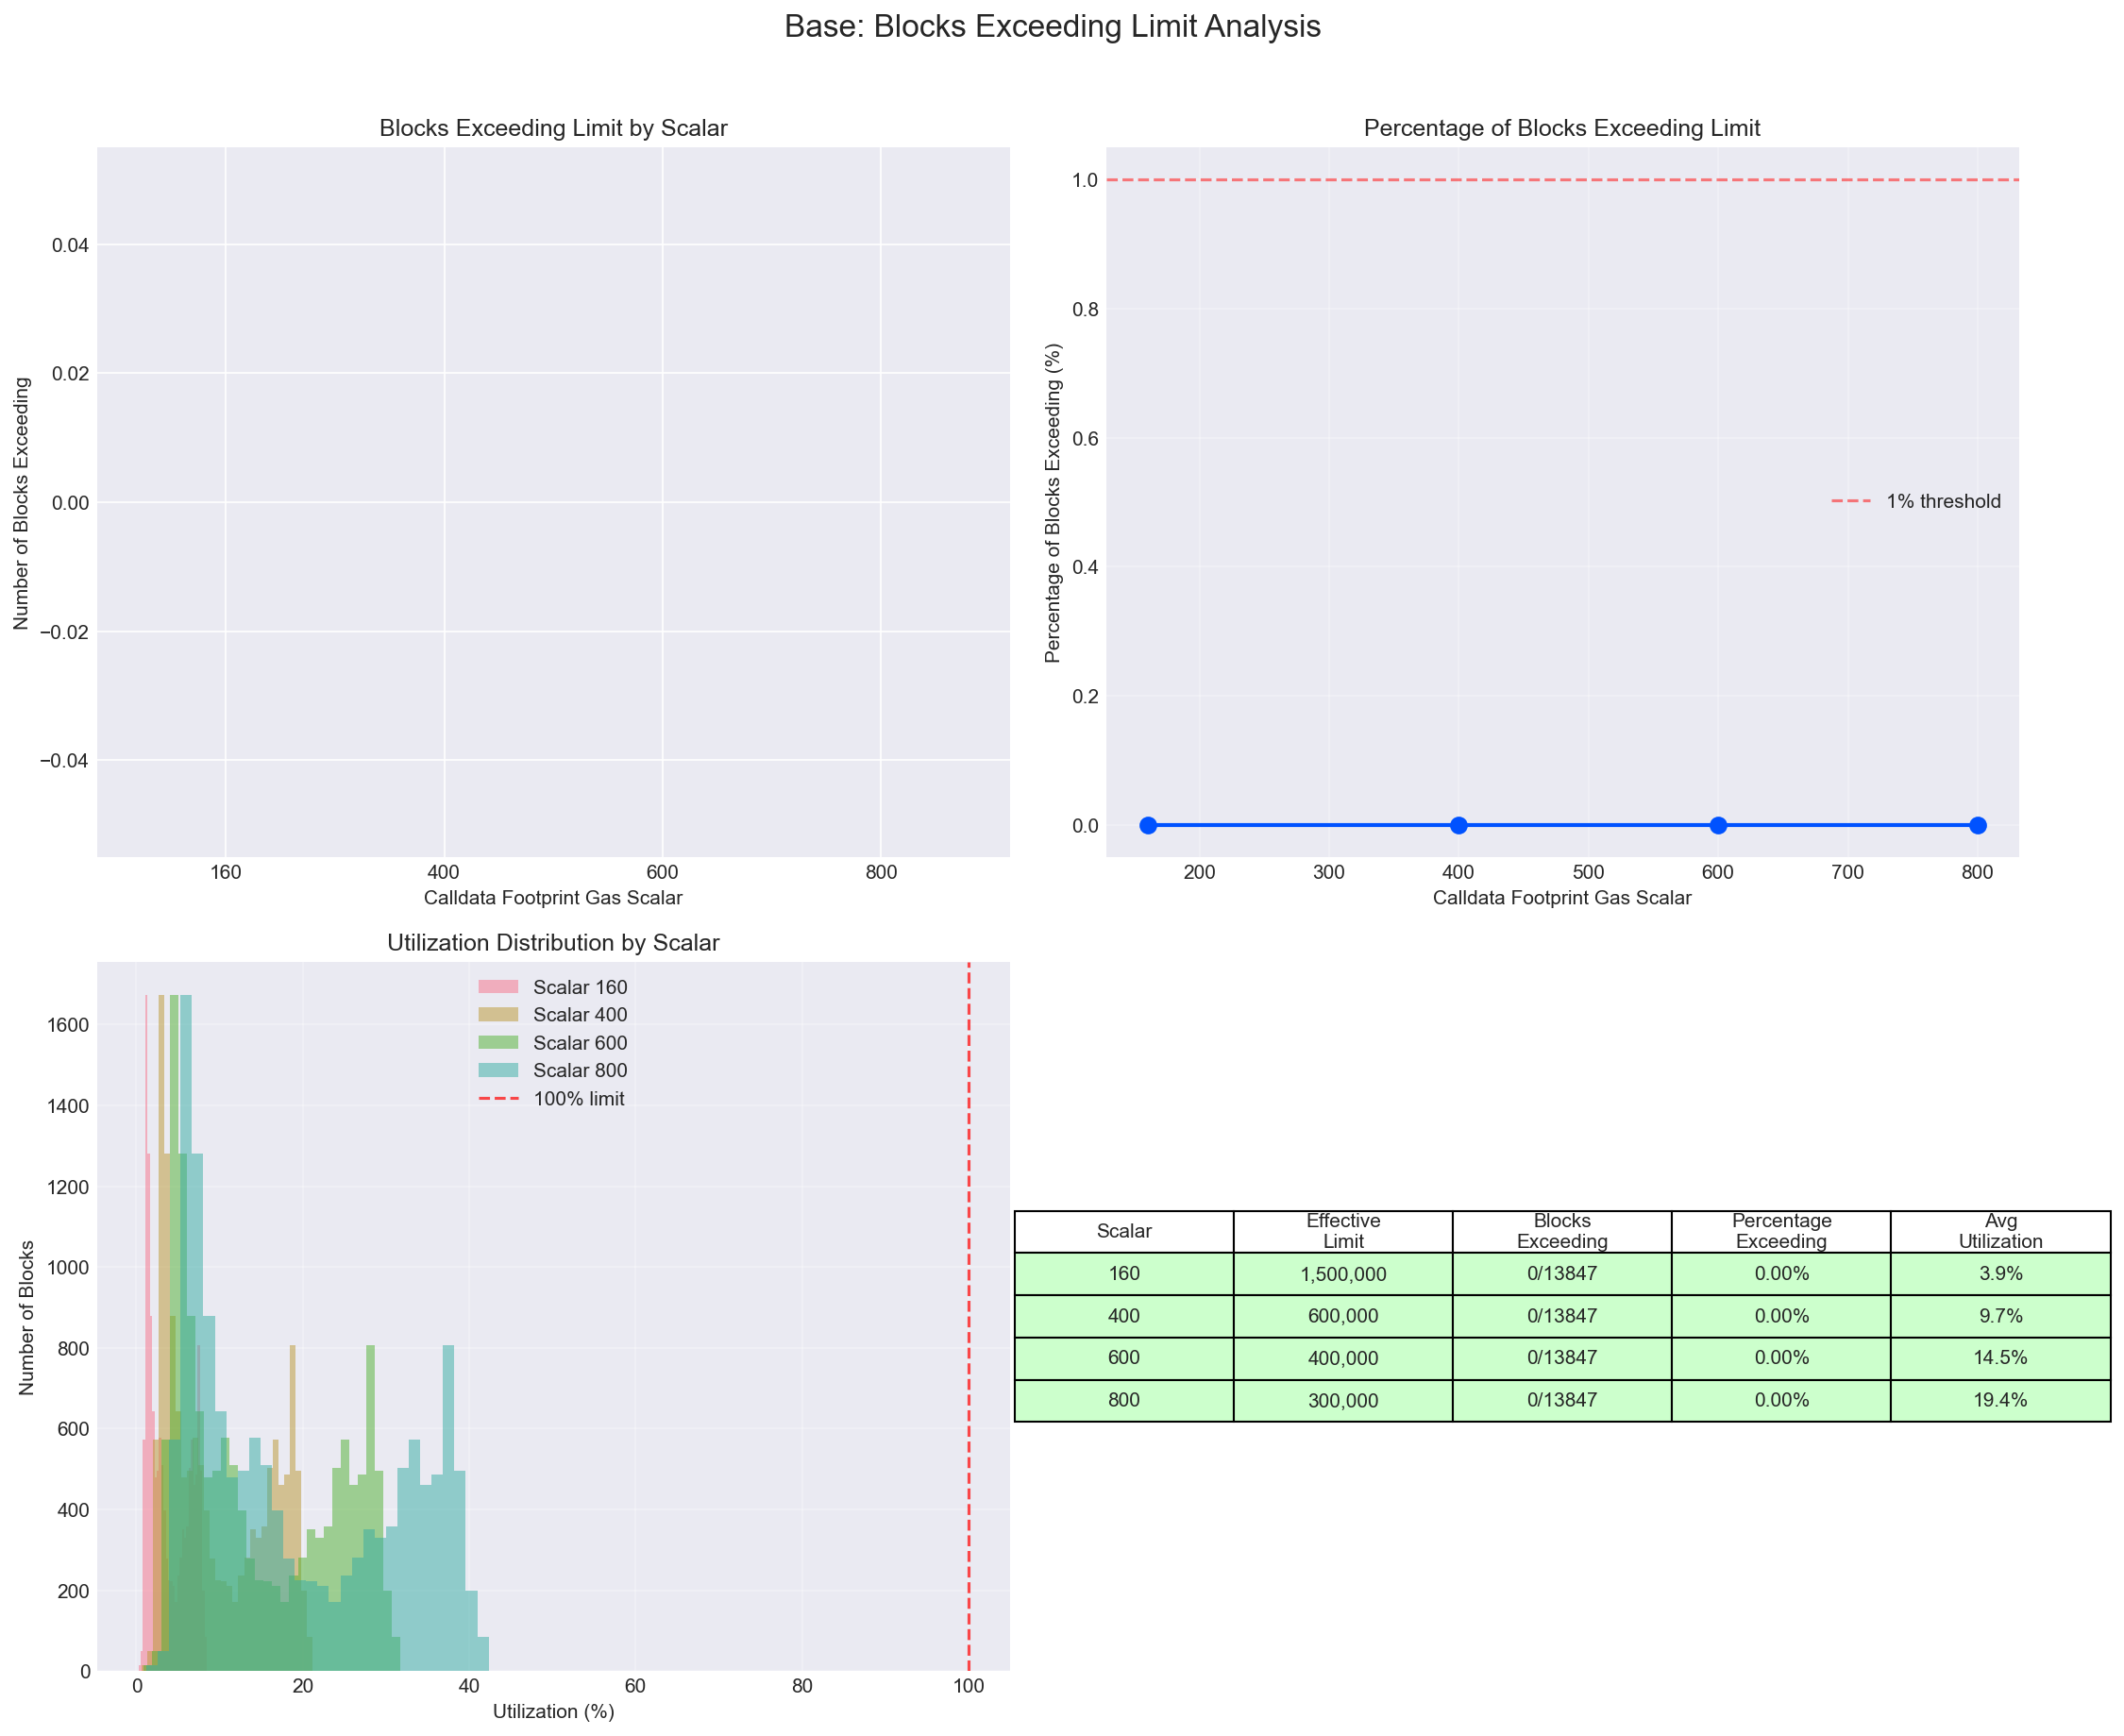 Base: Blocks Exceeding Limit Analysis
Blocks Exceeding Limit by Scalar
Number of Blocks Exceeding
0.04
0.02
0.00
−0.02
−0.04
160 400 600 800
Calldata Footprint Gas Scalar
Percentage of Blocks Exceeding Limit
Percentage of Blocks Exceeding (%)
1.0
0.8
0.6
0.4
0.2
0.0
1% threshold
200 300 400 500 600 700 800
Calldata Footprint Gas Scalar
Utilization Distribution by Scalar
Number of Blocks
1600
1400
1200
1000
800
600
400
200
0
Scalar 160
Scalar 400
Scalar 600
Scalar 800
100% limit
0 20 40 60 80 100
Utilization (%)
Scalar Effective Limit Blocks Exceeding Percentage Exceeding Avg Utilization
160 1,500,000 0/13847 0.00% 3.9%
400 600,000 0/13847 0.00% 9.7%
600 400,000 0/13847 0.00% 14.5%
800 300,000 0/13847 0.00% 19.4%